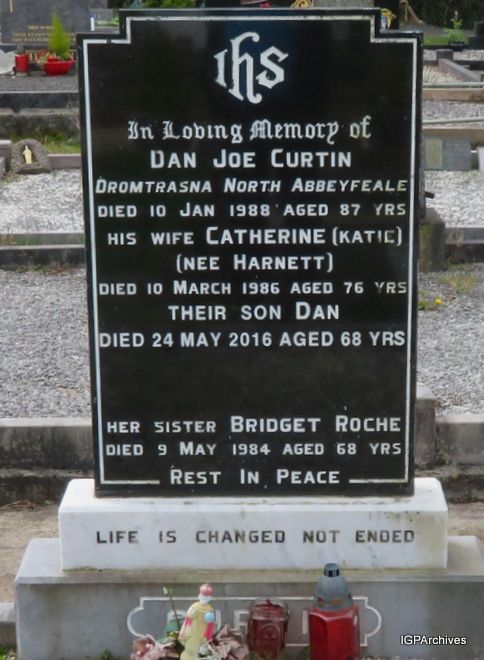 IHS
In Loving Memory of
DAN JOE CURTIN
DROMTRASNA NORTH ABBEYFEALE
DIED 10 JAN 1988 AGED 87 YRS
HIS WIFE CATHERINE (KATIE)
(NEE HARNETT)
DIED 10 MARCH 1986 AGED 76 YRS
THEIR SON DAN
DIED 24 MAY 2016 AGED 68 YRS
HER SISTER BRIDGET ROCHE
DIED 9 MAY 1984 AGED 68 YRS
REST IN PEACE
LIFE IS CHANGED NOT ENDED
IGPArchives